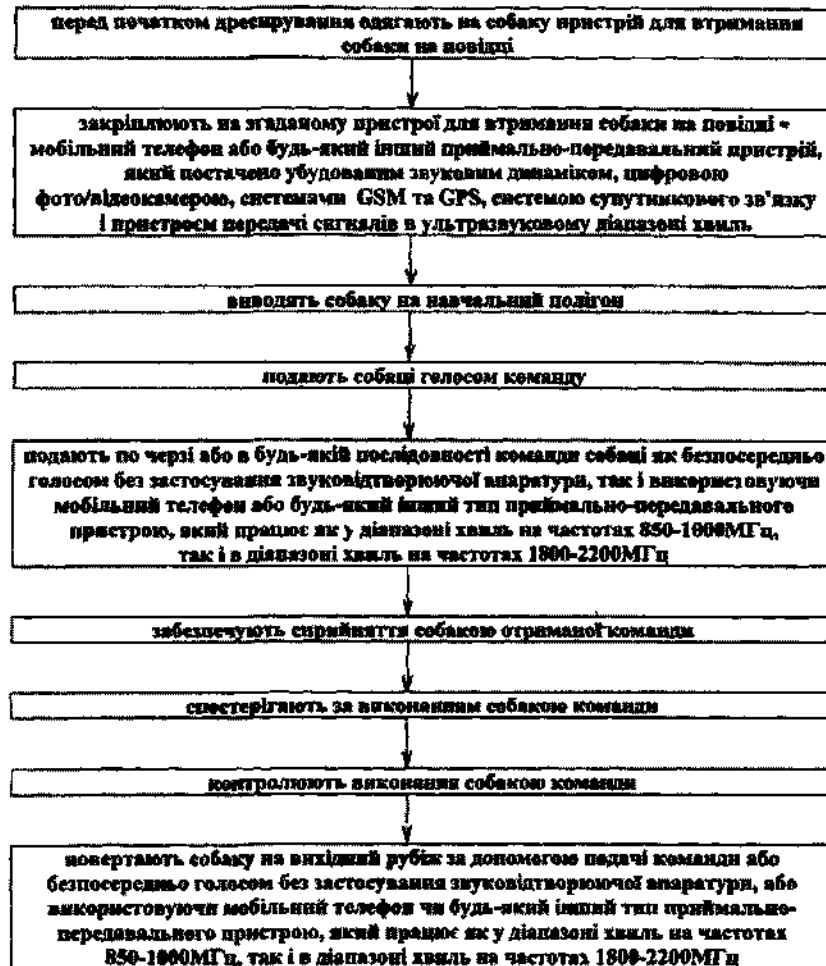 перед початком дресирування одягають на собаку пристрій для втримання
собаки на повідці
закріплюють на згаданому пристрої для втримання собаки на повідці -
мобільний телефон або будь-який інший приймально-передавальний пристрій,
який постачено убудованим звуковим динаміком, цифровою
фото/відеокамерою, системами GSM та GPS, системою супутникового зв'язку
і пристроєм передачі сигналів в ультразвуковому діапазоні хвиль
виводять собаку на навчальний полігон
подають собаці голосом команду
подають по черзі або в будь-якій послідовності команди собаці як безпосередньо
голосом без застосування звуковідтворюючої апаратури, так і використовуючи
мобільний телефон або будь-який інший тип приймально-передавального
пристрою, який працює як у діапазоні хвиль на частотах 850-1000МГц,
так і в діапазоні хвиль на частотах 1800-2200МГц
забезпечують сприйняття собакою отриманої команди
спостерігають за виконанням собакою команди
контролюють виконання собакою команди
повертають собаку на вихідний рубіж за допомогою подачі команди або
безпосередньо голосом без застосування звуковідтворюючої апаратури, або
використовуючи мобільний телефон чи будь-який інший тип приймально-
передавального пристрою, який працює як у діапазоні хвиль на частотах
850-1000МГц, так і в діапазоні хвиль на частотах 1800-2200МГц